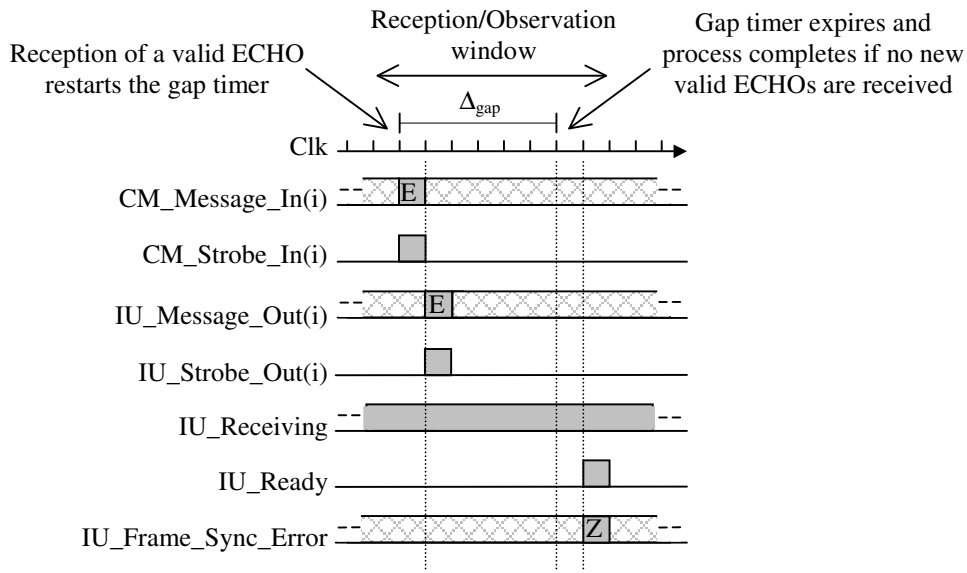 Reception of a valid ECHO
restarts the gap timer
Reception/Observation
window
Gap timer expires and
process completes if no new
valid ECHOs are received
Δgap
Clk
CM_Message_In(i)
E
CM_Strobe_In(i)
IU_Message_Out(i)
E
IU_Strobe_Out(i)
IU_Receiving
IU_Ready
IU_Frame_Sync_Error
Z